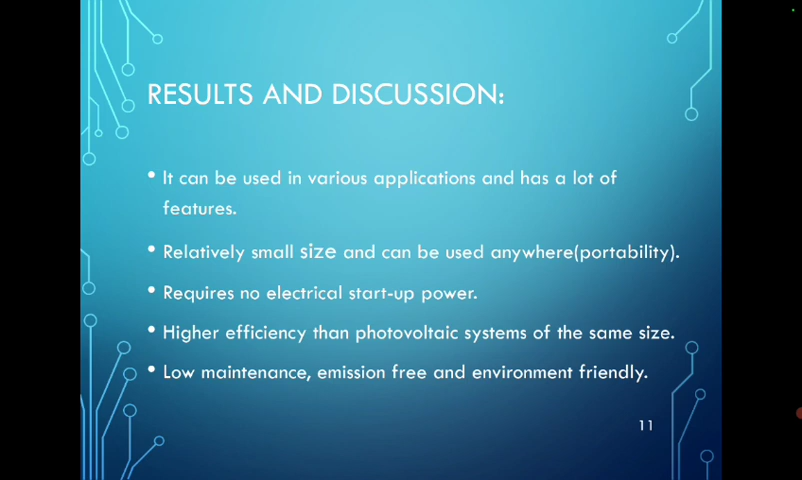 RESULTS AND DISCUSSION:
• It can be used in various applications and has a lot of
features.
• Relatively small size and can be used anywhere(portability).
• Requires no electrical start-up power.
• Higher efficiency than photovoltaic systems of the same size.
• Low maintenance, emission free and environment friendly.
11